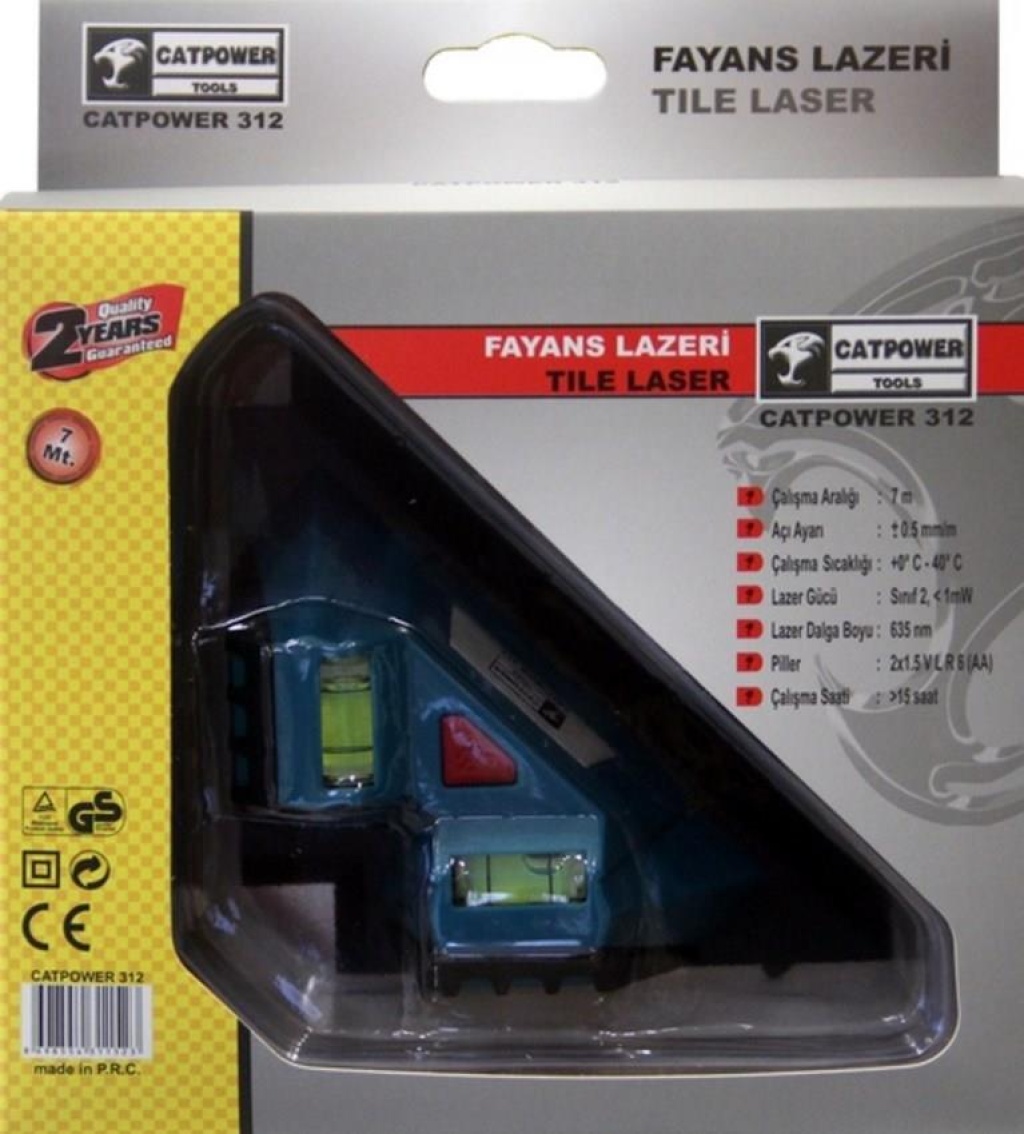 CATPOWER
TOOLS
CATPOWER 312
FAYANS LAZERİ
TILE LASER
Quality
2 YEARS
Guaranteed
7
Mt.
FAYANS LAZERİ
TILE LASER
CATPOWER
TOOLS
CATPOWER 312
Çalışma Aralığı : 7 m
Açı Ayarı : ± 0.5 mm/m
Çalışma Sıcaklığı : +0° C - 40° C
Lazer Gücü : Sınıf 2, < 1mW
Lazer Dalga Boyu : 635 nm
Piller : 2x1.5 V L R 6 (AA)
Çalışma Saati : >15 saat
GS
CE
CATPOWER 312
made in P.R.C.